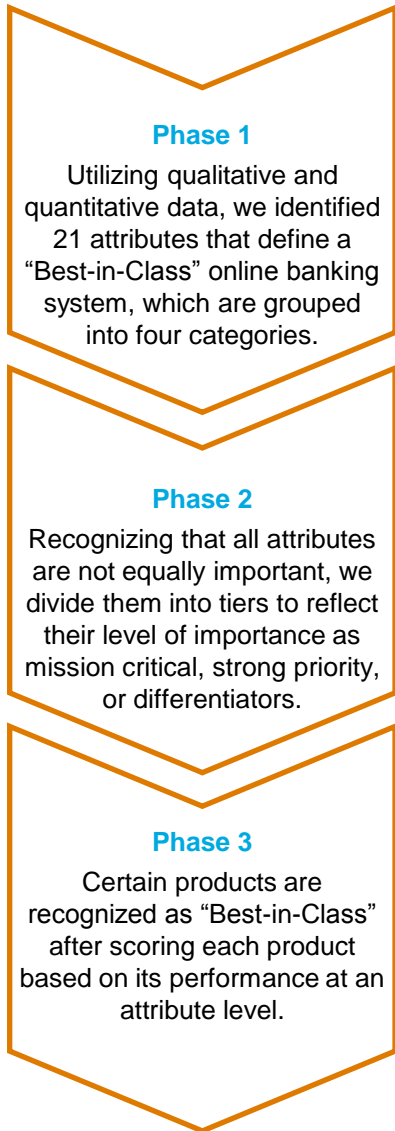 Phase 1
Utilizing qualitative and
quantitative data, we identified
21 attributes that define a
“Best-in-Class” online banking
system, which are grouped
into four categories.
Phase 2
Recognizing that all attributes
are not equally important, we
divide them into tiers to reflect
their level of importance as
mission critical, strong priority,
or differentiators.
Phase 3
Certain products are
recognized as “Best-in-Class”
after scoring each product
based on its performance at an
attribute level.